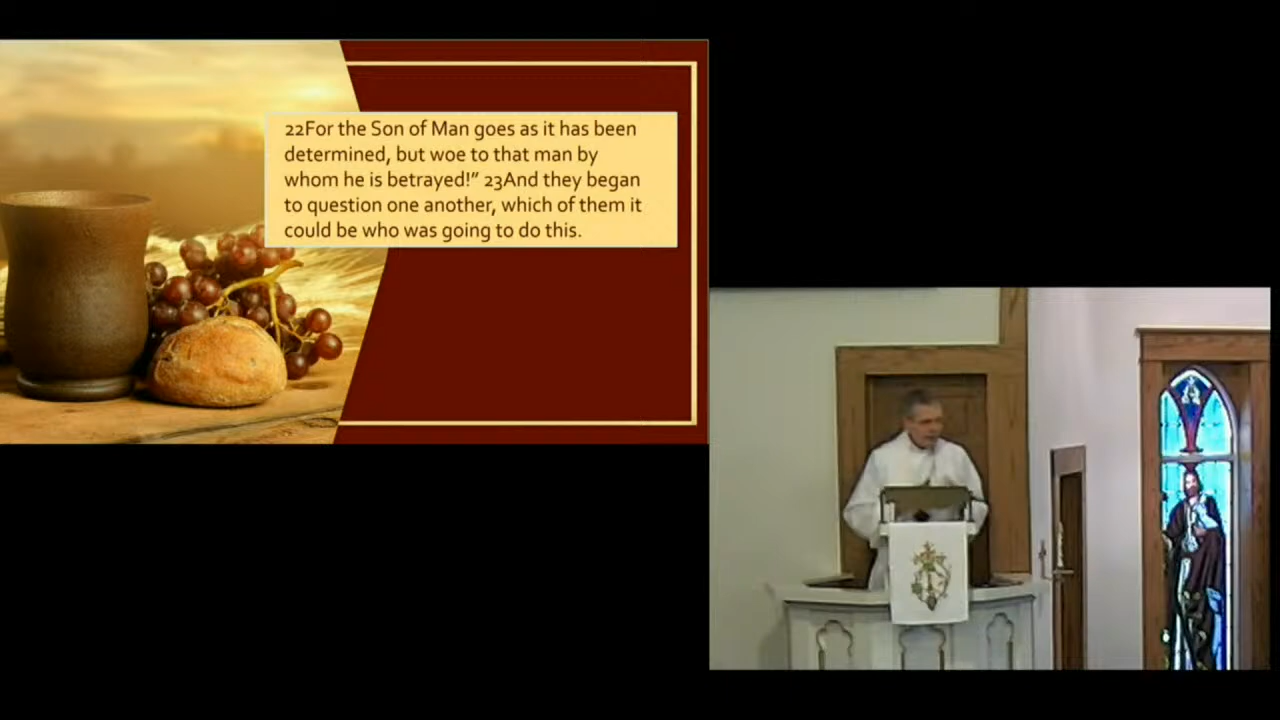 22For the Son of Man goes as it has been
determined, but woe to that man by
whom he is betrayed!” 23And they began
to question one another, which of them it
could be who was going to do this.